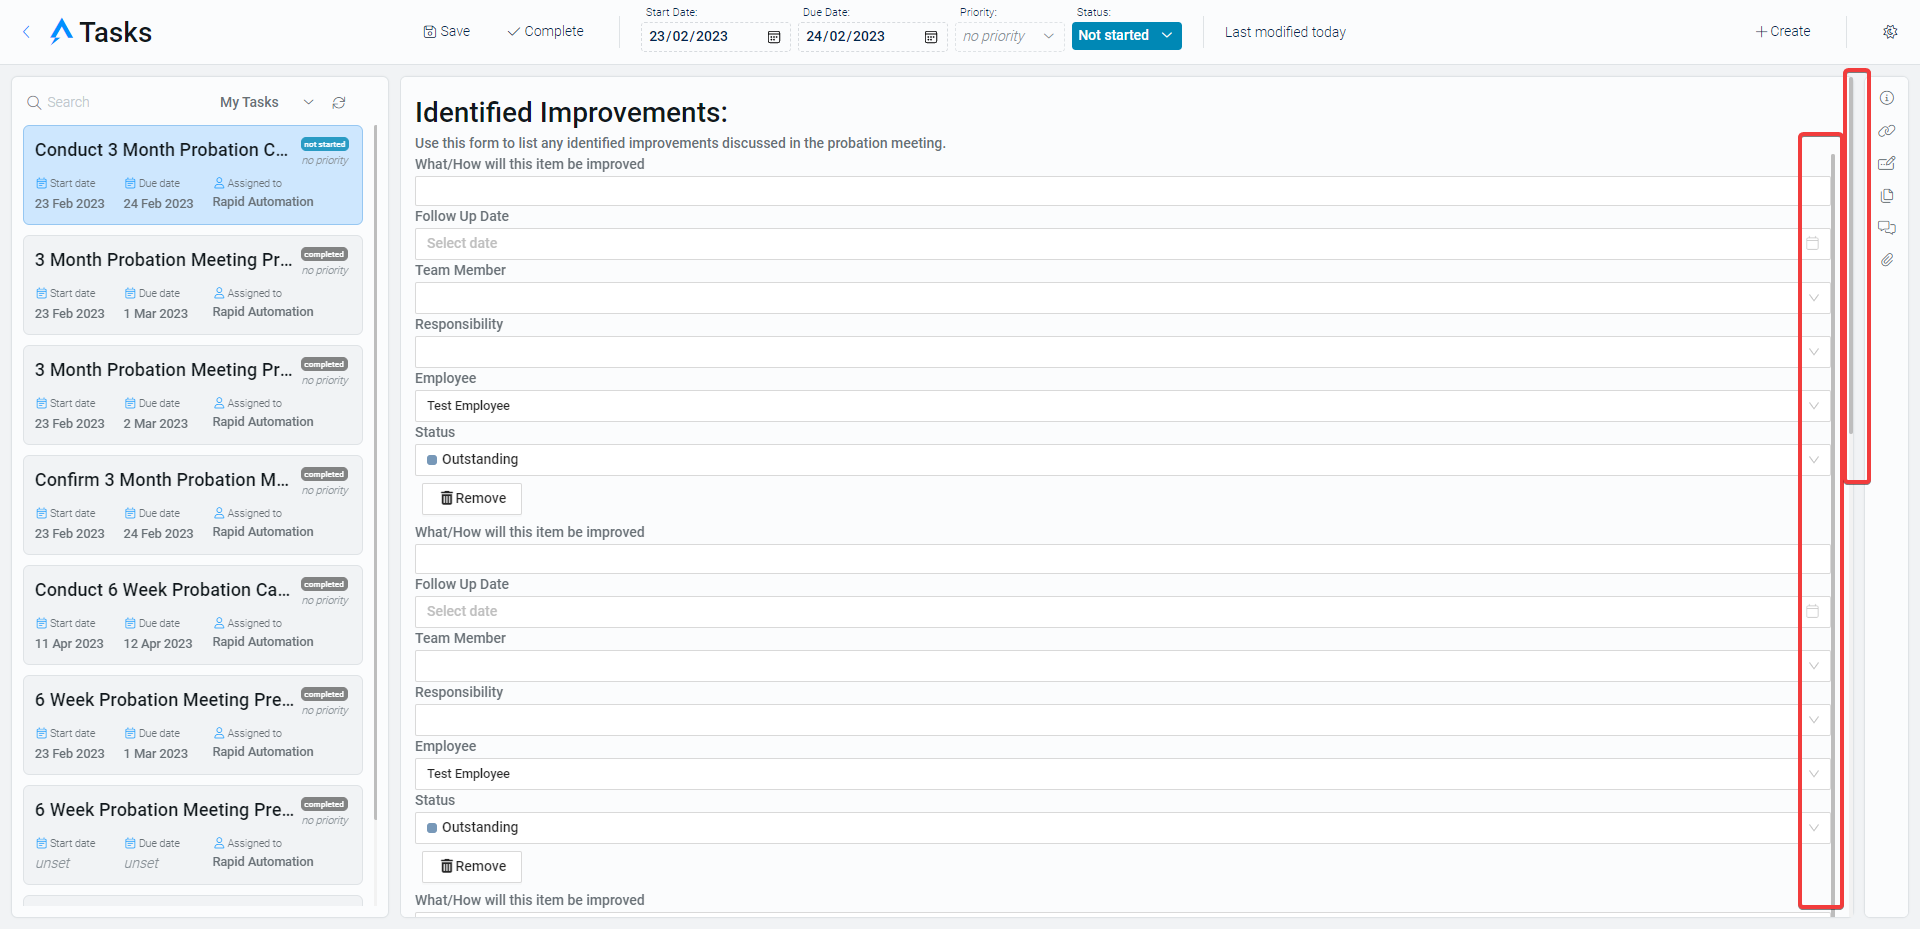 Tasks
Save
Complete
Start Date:
23/02/2023
Due Date:
24/02/2023
Priority:
no priority
Status:
Not started
Last modified today
Create
Search
My Tasks
Conduct 3 Month Probation C...
not started
no priority
Start date
Due date
Assigned to
23 Feb 2023
24 Feb 2023
Rapid Automation
3 Month Probation Meeting Pr...
completed
no priority
Start date
Due date
Assigned to
23 Feb 2023
1 Mar 2023
Rapid Automation
3 Month Probation Meeting Pr...
completed
no priority
Start date
Due date
Assigned to
23 Feb 2023
2 Mar 2023
Rapid Automation
Confirm 3 Month Probation M...
completed
no priority
Start date
Due date
Assigned to
23 Feb 2023
24 Feb 2023
Rapid Automation
Conduct 6 Week Probation Ca...
completed
no priority
Start date
Due date
Assigned to
11 Apr 2023
12 Apr 2023
Rapid Automation
6 Week Probation Meeting Pre...
completed
no priority
Start date
Due date
Assigned to
23 Feb 2023
1 Mar 2023
Rapid Automation
6 Week Probation Meeting Pre...
completed
no priority
Start date
Due date
Assigned to
unset
unset
Rapid Automation
Identified Improvements:
Use this form to list any identified improvements discussed in the probation meeting.
What/How will this item be improved
Follow Up Date
Select date
Team Member
Responsibility
Employee
Test Employee
Status
Outstanding
Remove
What/How will this item be improved
Follow Up Date
Select date
Team Member
Responsibility
Employee
Test Employee
Status
Outstanding
Remove
What/How will this item be improved